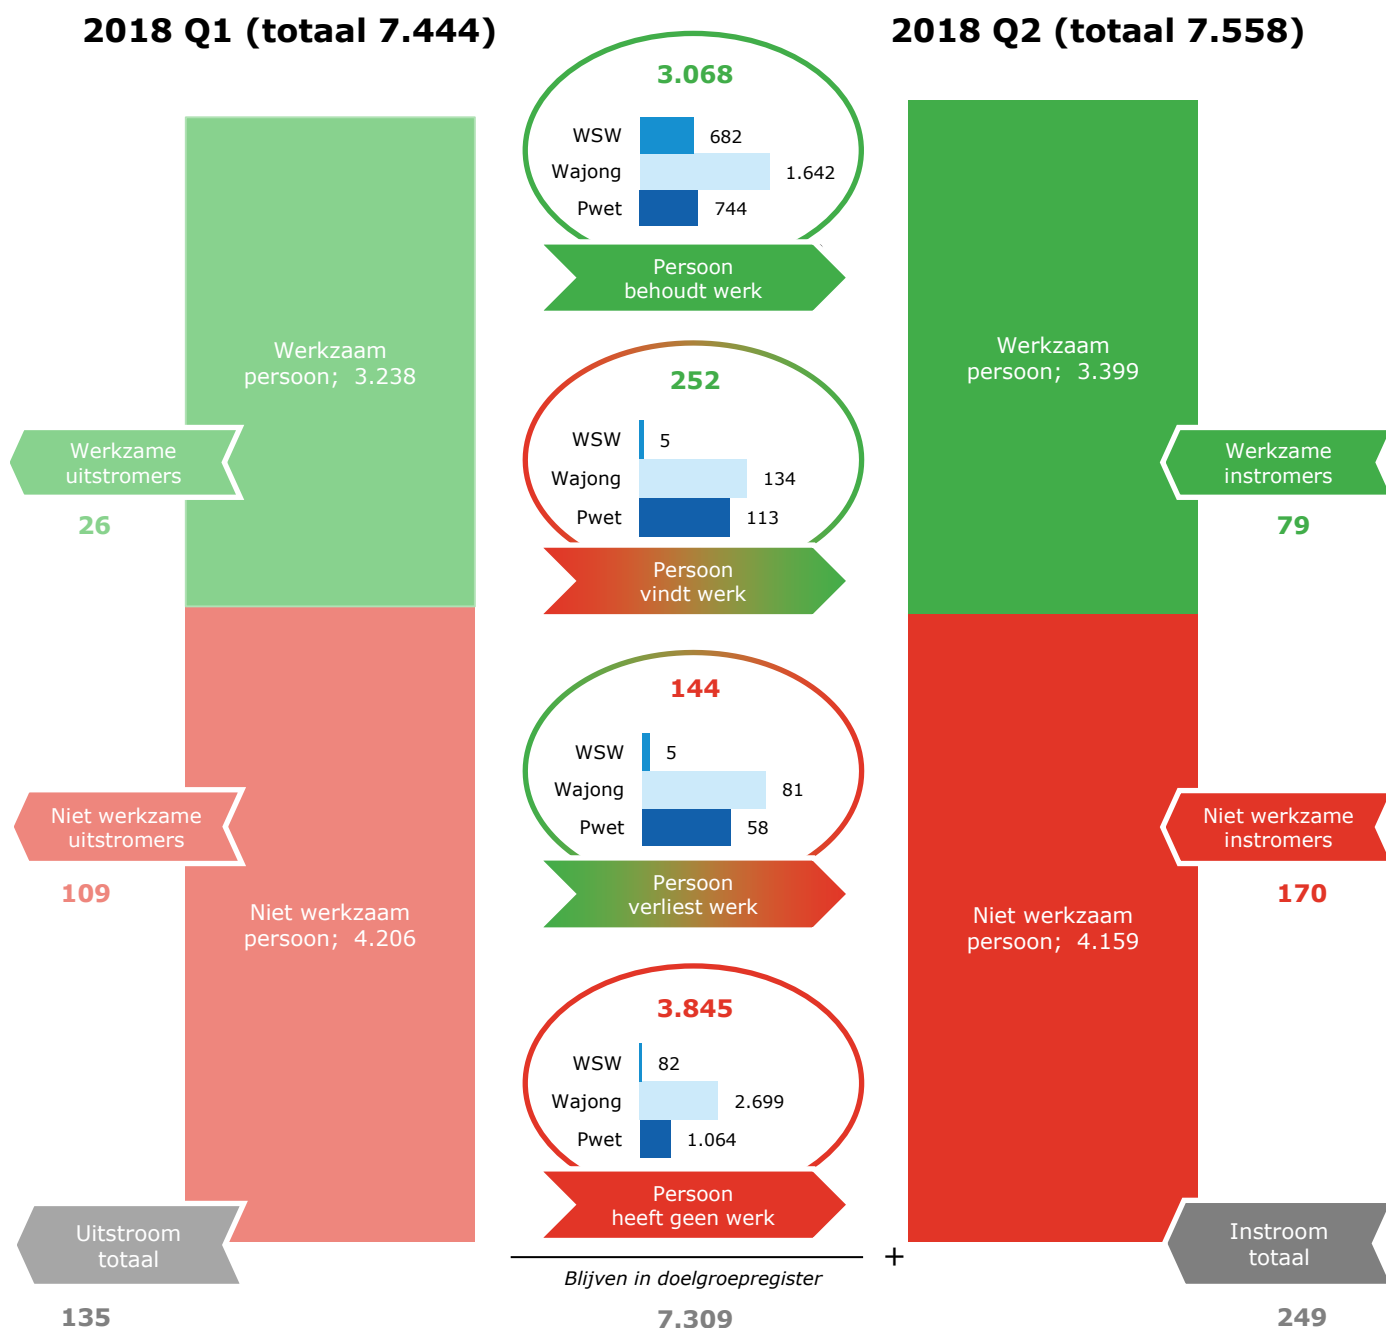 2018 Q1 (totaal 7.444)
2018 Q2 (totaal 7.558)
3.068
WSW 682
Wajong 1.642
Pwet 744
Persoon
behoudt werk
Werkzaam
persoon; 3.238
Werkzaam
persoon; 3.399
252
WSW 5
Wajong 134
Pwet 113
Persoon
vindt werk
Werkzame
uitstromers
26
Werkzame
instromers
79
144
WSW 5
Wajong 81
Pwet 58
Persoon
verliest werk
Niet werkzame
uitstromers
109
Niet werkzame
instromers
170
Niet werkzaam
persoon; 4.206
Niet werkzaam
persoon; 4.159
3.845
WSW 82
Wajong 2.699
Pwet 1.064
Persoon
heeft geen werk
Uitstroom
totaal
135
+
Blijven in doelgroepregister
7.309
Instroom
totaal
249